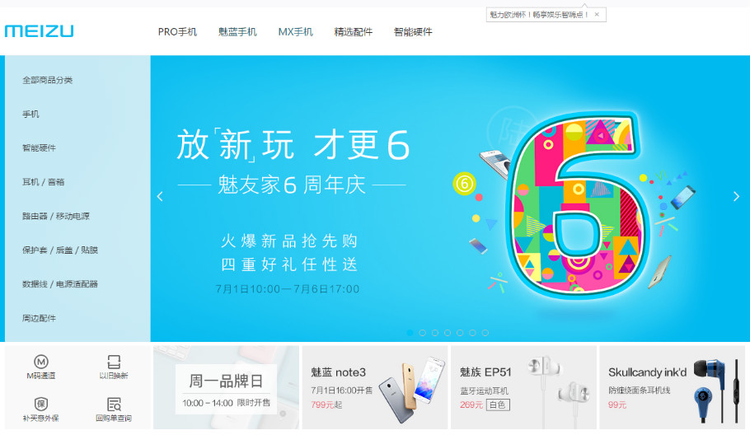 魅力欧洲杯！畅享娱乐智嗨点！ ×
MEIZU
PRO手机 魅蓝手机 MX手机 精选配件 智能硬件
全部商品分类
手机
智能硬件
耳机 / 音箱
路由器 / 移动电源
保护套 / 后盖 / 贴膜
数据线 / 电源适配器
周边配件
放「新」玩 才更6
魅友家6 周年庆
火爆新品抢先购
四重好礼任性送
7月1日10:00—7月6日17:00
6
6
M码通道
以旧换新
补买意外保
回购单查询
周一品牌日
10:00 – 14:00 限时开售
魅蓝 note3
7月1日16:00开售
799元起
魅族 EP51
蓝牙运动耳机
269元 白色
Skullcandy ink'd
防缠绕面条耳机线
99元